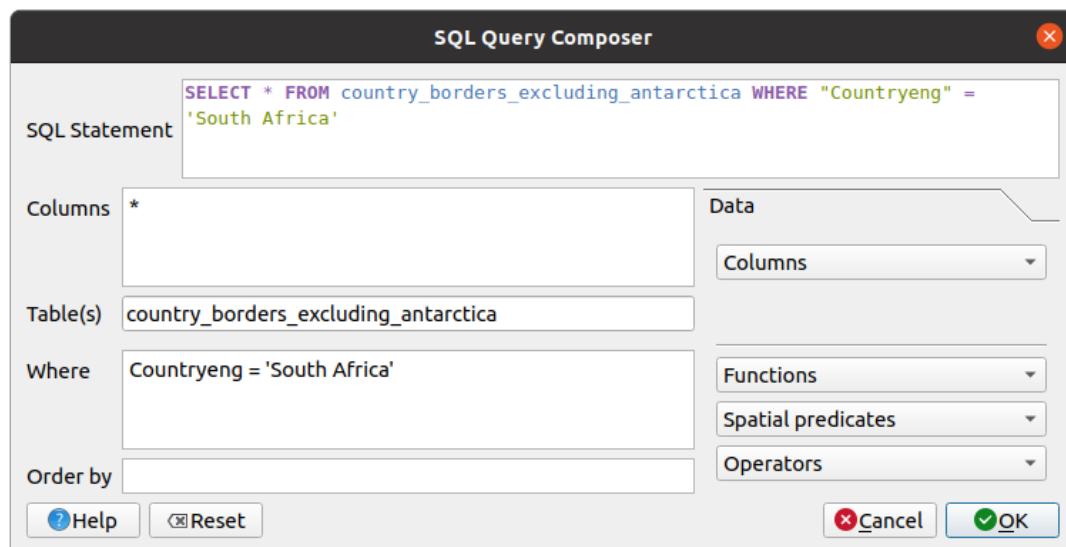 SQL Query Composer
SQL Statement
SELECT * FROM country_borders_excluding_antarctica WHERE "Countryeng" =
'South Africa'
Columns
*
Data
Columns
Table(s)
country_borders_excluding_antarctica
Where
Countryeng = 'South Africa'
Functions
Spatial predicates
Operators
Order by
Help
Reset
Cancel
OK